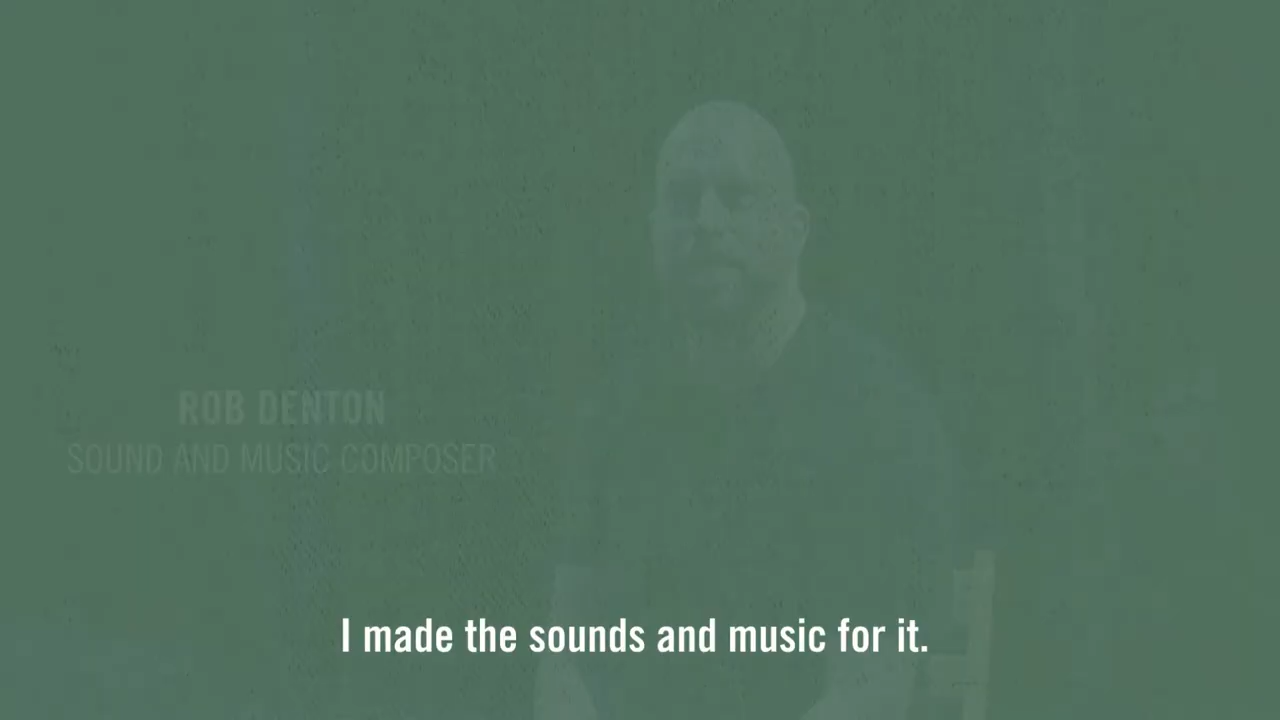 ROB DENTON
SOUND AND MUSIC COMPOSER
I made the sounds and music for it.